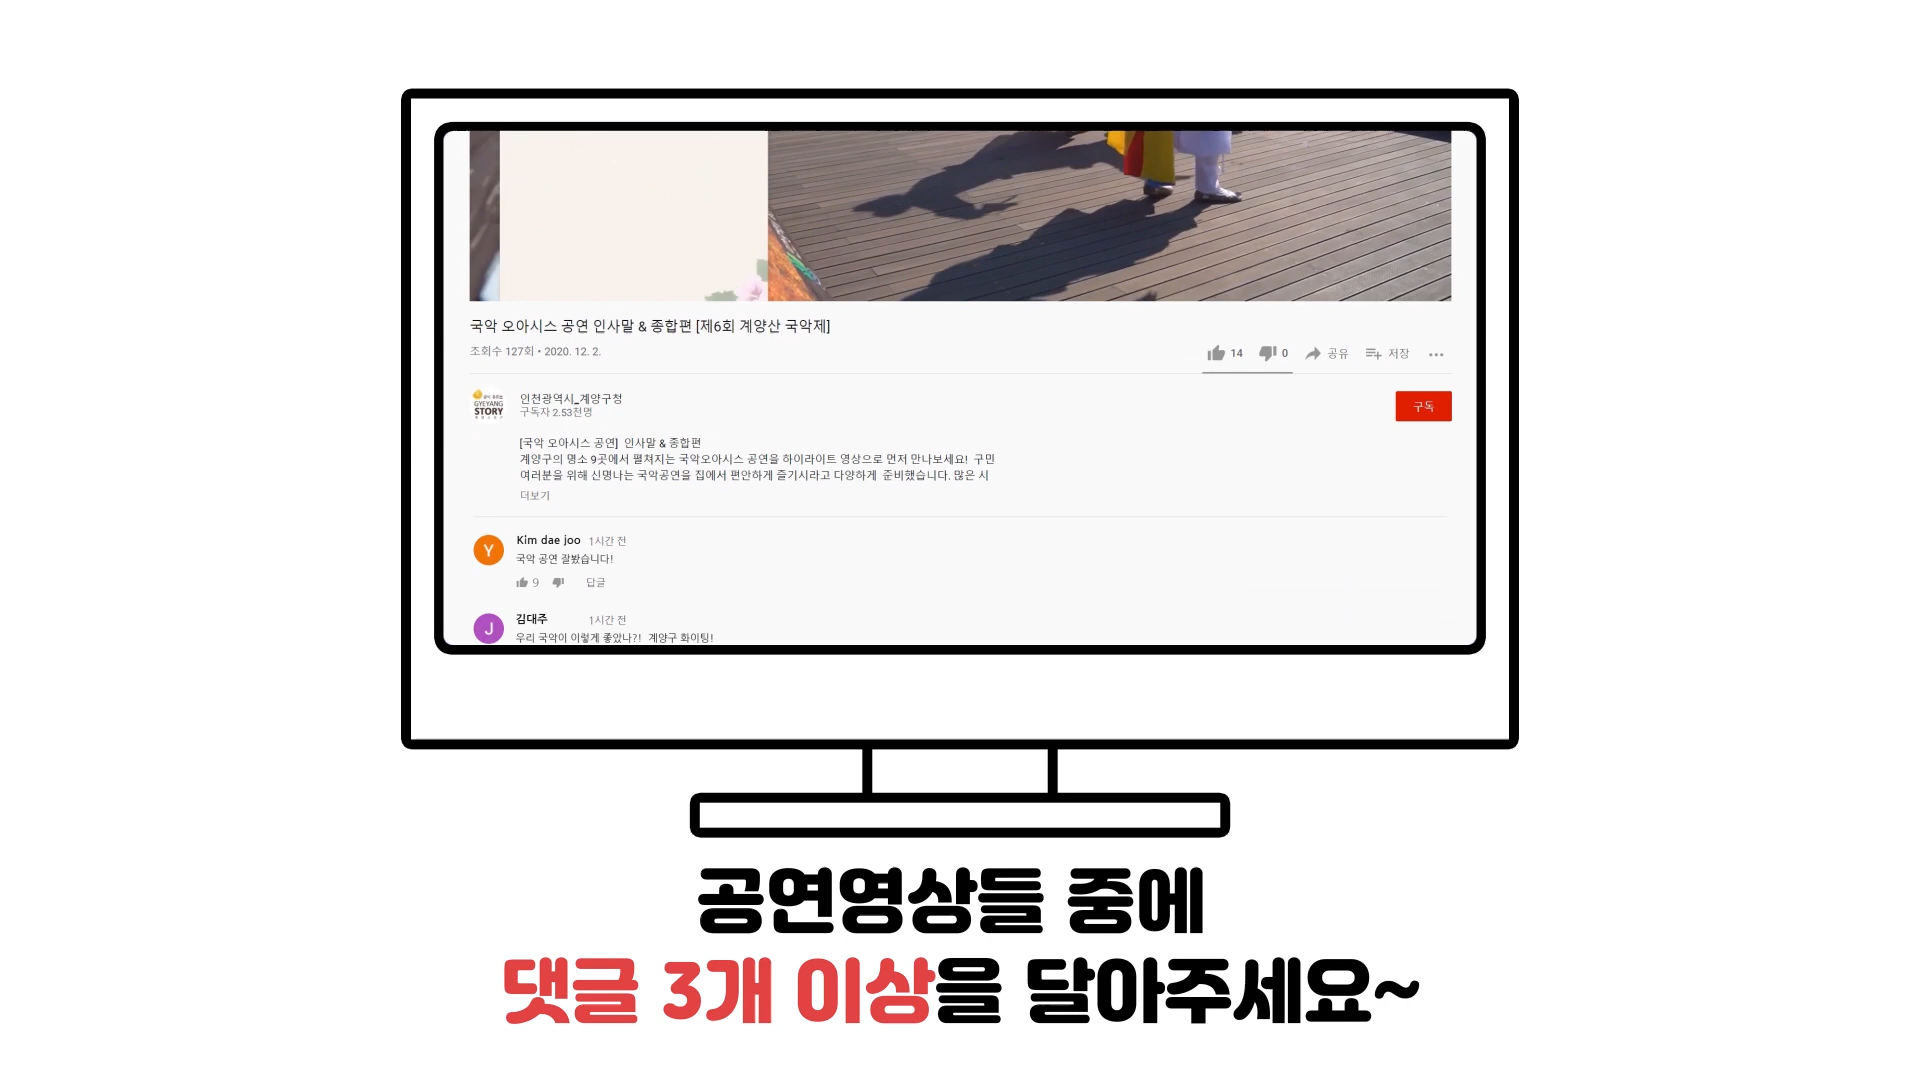 국악 오아시스 공연 인사말 & 종합편 [제6회 계양산 국악제]
조회수 127회 • 2020. 12. 2.
14 0 공유 저장
GYEYANG
STORY
인천광역시_계양구청
구독자 2.53천명
구독
[국악 오아시스 공연] 인사말 & 종합편
계양구의 명소 9곳에서 펼쳐지는 국악오아시스 공연을 하이라이트 영상으로 먼저 만나보세요! 구민
여러분을 위해 신명나는 국악공연을 집에서 편안하게 즐기시라고 다양하게 준비했습니다. 많은 시
더보기
Y
Kim dae joo 1시간 전
국악 공연 잘봤습니다!
9 답글
J
김대주 1시간 전
우리 국악이 이렇게 좋았나?! 계양구 화이팅!
공연영상들 중에
댓글 3개 이상을 달아주세요~